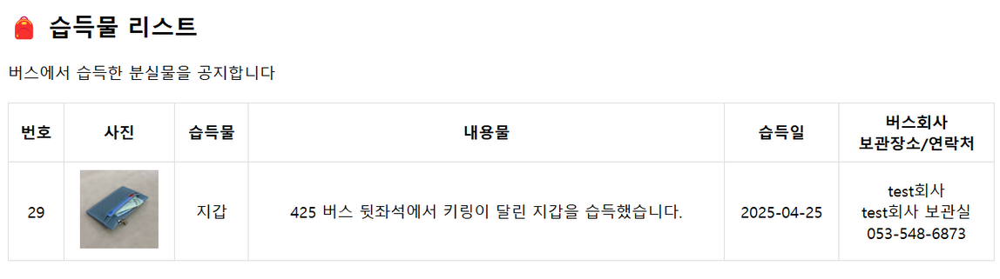 습득물 리스트
버스에서 습득한 분실물을 공지합니다
번호 사진 습득물 내용물 습득일 버스회사
보관장소/연락처
29 지갑 425 버스 뒷좌석에서 키링이 달린 지갑을 습득했습니다. 2025-04-25 test회사
test회사 보관실
053-548-6873